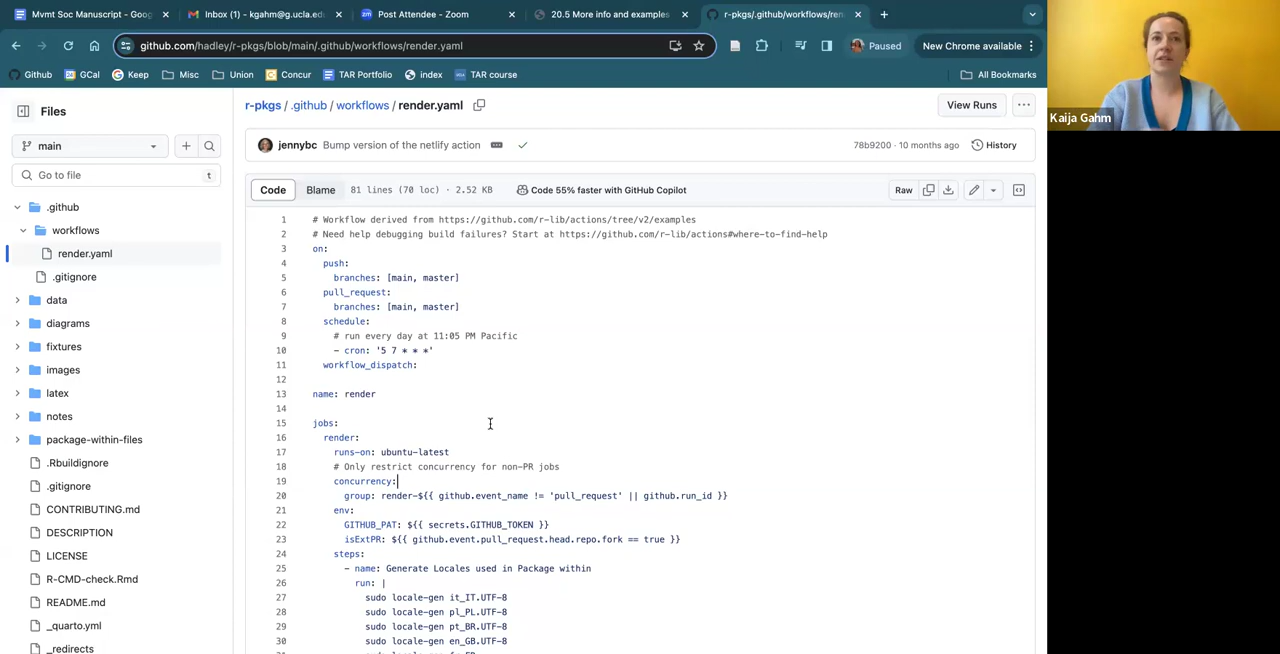 Mvmt Soc Manuscript - Goog
Inbox (1) - kgahm@g.ucla.ed
Post Attendee - Zoom
20.5 More info and examples
r-pkgs/.github/workflows/ren
github.com/hadley/r-pkgs/blob/main/.github/workflows/render.yaml
Paused
New Chrome available
Github
GCal
Keep
Misc
Union
Concur
TAR Portfolio
index
TAR course
All Bookmarks
Kaija Gahm
Files
main
Go to file
t
.github
workflows
render.yaml
.gitignore
data
diagrams
fixtures
images
latex
notes
package-within-files
.Rbuildignore
.gitignore
CONTRIBUTING.md
DESCRIPTION
LICENSE
R-CMD-check.Rmd
README.md
_quarto.yml
_redirects
r-pkgs / .github / workflows / render.yaml
View Runs
jennybc Bump version of the netlify action
78b9200 · 10 months ago
History
Code
Blame
81 lines (70 loc) · 2.52 KB
Code 55% faster with GitHub Copilot
Raw
1 # Workflow derived from https://github.com/r-lib/actions/tree/v2/examples
2 # Need help debugging build failures? Start at https://github.com/r-lib/actions#where-to-find-help
3 on:
4 push:
5 branches: [main, master]
6 pull_request:
7 branches: [main, master]
8 schedule:
9 # run every day at 11:05 PM Pacific
10 - cron: '5 7 * * *'
11 workflow_dispatch:
12
13 name: render
14
15 jobs:
16 render:
17 runs-on: ubuntu-latest
18 # Only restrict concurrency for non-PR jobs
19 concurrency:
20 group: render-${{ github.event_name != 'pull_request' || github.run_id }}
21 env:
22 GITHUB_PAT: ${{ secrets.GITHUB_TOKEN }}
23 isExtPR: ${{ github.event.pull_request.head.repo.fork == true }}
24 steps:
25 - name: Generate Locales used in Package within
26 run: |
27 sudo locale-gen it_IT.UTF-8
28 sudo locale-gen pl_PL.UTF-8
29 sudo locale-gen pt_BR.UTF-8
30 sudo locale-gen en_GB.UTF-8